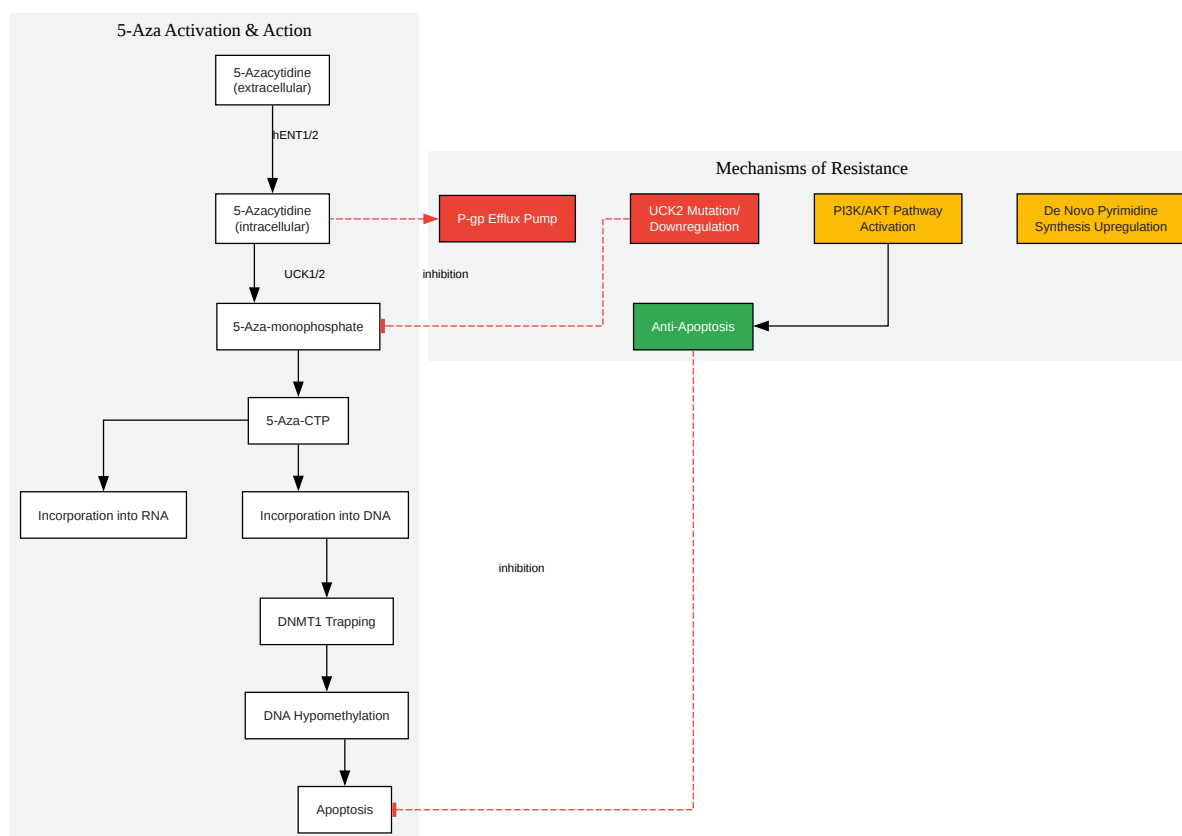 5-Aza Activation & Action
5-Azacytidine
(extracellular)
hENT1/2
Mechanisms of Resistance
5-Azacytidine
(intracellular)
P-gp Efflux Pump
UCK2 Mutation/
Downregulation
PI3K/AKT Pathway
Activation
De Novo Pyrimidine
Synthesis Upregulation
UCK1/2
inhibition
5-Aza-monophosphate
Anti-Apoptosis
5-Aza-CTP
Incorporation into RNA
Incorporation into DNA
inhibition
DNMT1 Trapping
DNA Hypomethylation
Apoptosis